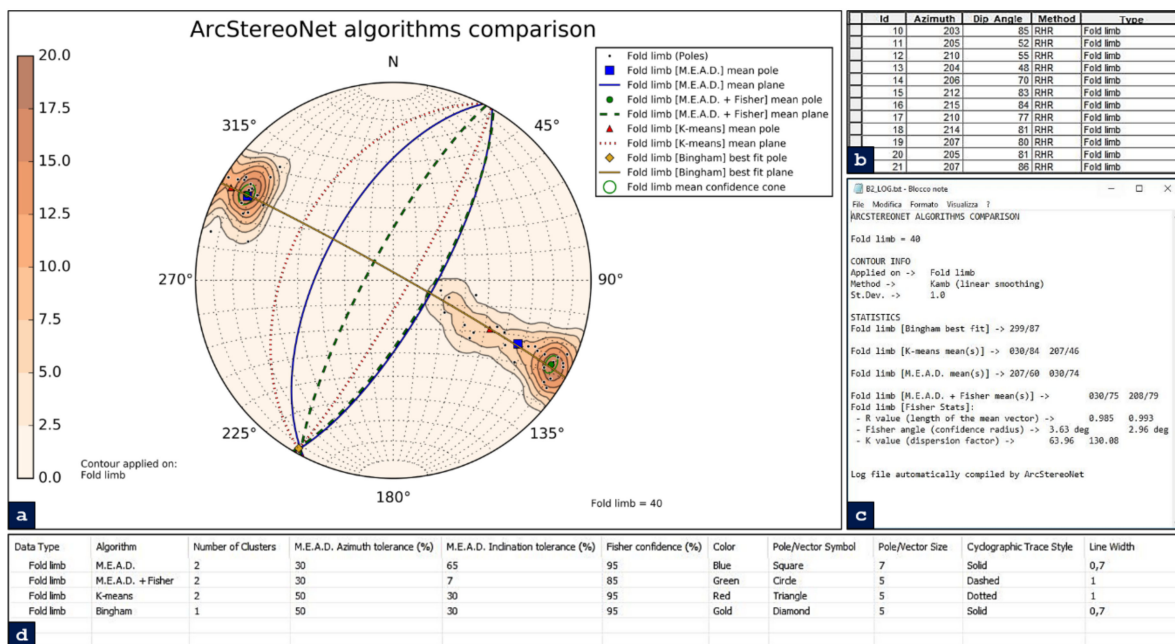 ArcStereoNet algorithms comparison
20.0
17.5
15.0
12.5
10.0
7.5
5.0
2.5
0.0
N
45°
90°
135°
180°
225°
270°
315°
Fold limb (Poles)
Fold limb [M.E.A.D.] mean pole
Fold limb [M.E.A.D.] mean plane
Fold limb [M.E.A.D. + Fisher] mean pole
Fold limb [M.E.A.D. + Fisher] mean plane
Fold limb [K-means] mean pole
Fold limb [K-means] mean plane
Fold limb [Bingham] best fit pole
Fold limb [Bingham] best fit plane
Fold limb mean confidence cone
Contour applied on:
Fold limb
Fold limb = 40
a
Id Azimuth Dip_Angle Method Type
10 203 85 RHR Fold limb
11 205 52 RHR Fold limb
12 210 55 RHR Fold limb
13 204 48 RHR Fold limb
14 206 70 RHR Fold limb
15 212 83 RHR Fold limb
16 215 84 RHR Fold limb
17 210 77 RHR Fold limb
18 214 81 RHR Fold limb
19 207 80 RHR Fold limb
20 205 81 RHR Fold limb
21 207 86 RHR Fold limb
b
B2_LOG.txt - Blocco note
File Modifica Formato Visualizza ?
ARCSTEREONET ALGORITHMS COMPARISON
Fold limb = 40
CONTOUR INFO
Applied on -> Fold limb
Method -> Kamb (linear smoothing)
St.Dev. -> 1.0
STATISTICS
Fold limb [Bingham best fit] -> 299/87
Fold limb [K-means mean(s)] -> 030/84 207/46
Fold limb [M.E.A.D. mean(s)] -> 207/60 030/74
Fold limb [M.E.A.D. + Fisher mean(s)] -> 030/75 208/79
Fold limb [Fisher Stats]:
- R value (length of the mean vector) -> 0.985 0.993
- Fisher angle (confidence radius) -> 3.63 deg 2.96 deg
- K value (dispersion factor) -> 63.96 130.08
Log file automatically compiled by ArcStereoNet
c
Data Type Algorithm Number of Clusters M.E.A.D. Azimuth tolerance (%) M.E.A.D. Inclination tolerance (%) Fisher confidence (%) Color Pole/Vector Symbol Pole/Vector Size Cyclographic Trace Style Line Width
Fold limb M.E.A.D. 2 30 65 95 Blue Square 7 Solid 0,7
Fold limb M.E.A.D. + Fisher 2 30 7 85 Green Circle 5 Dashed 1
Fold limb K-means 2 50 30 95 Red Triangle 5 Dotted 1
Fold limb Bingham 1 50 30 95 Gold Diamond 5 Solid 0,7
d